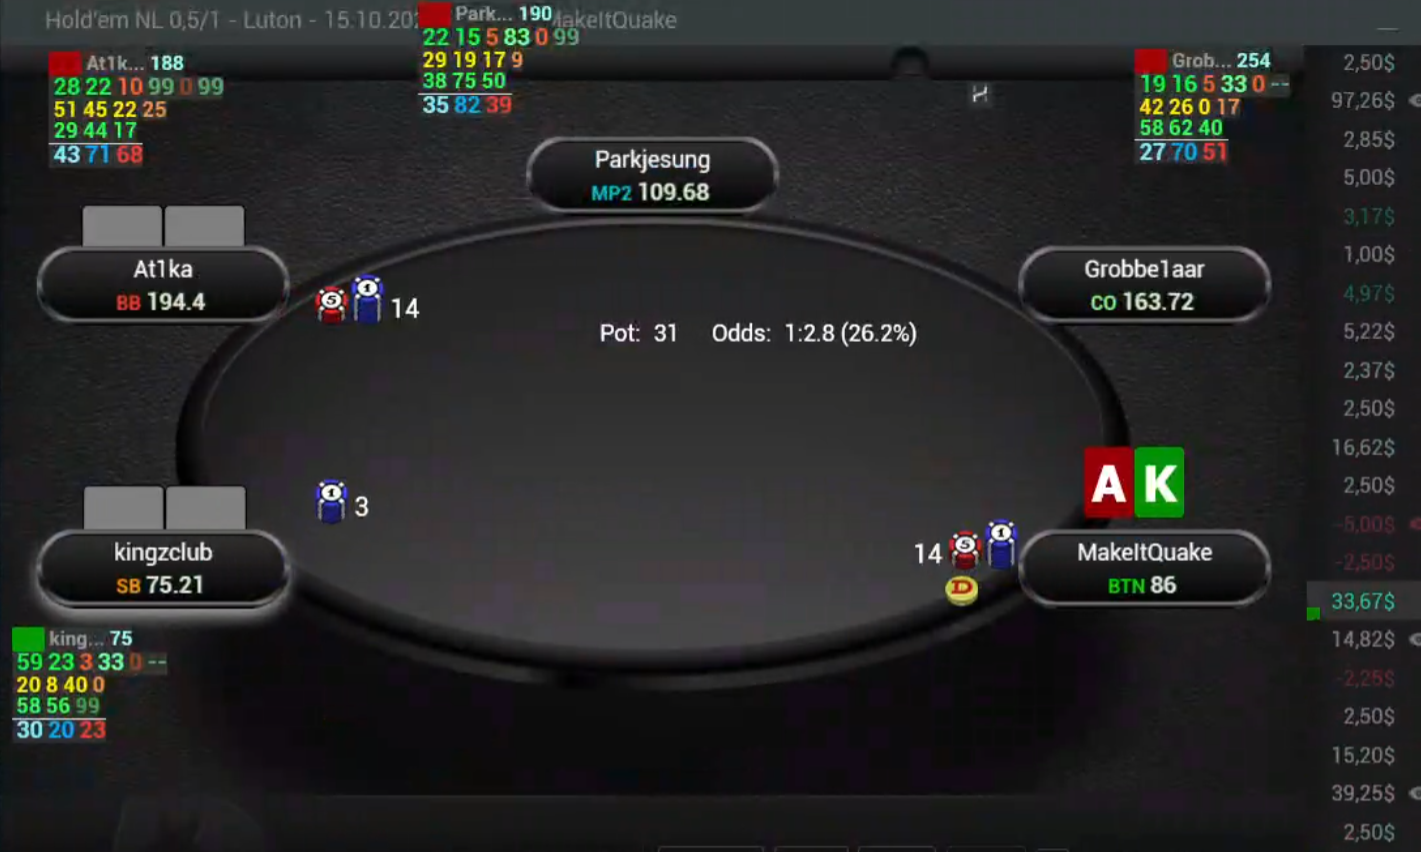 Hold'em NL 0,5/1 - Luton - 15.10.20
MakeItQuake
Park... 190
22 15 5 83 0 99
29 19 17 9
38 75 50
35 82 39
At1k... 188
28 22 10 99 0 99
51 45 22 25
29 44 17
43 71 68
Grob... 254
19 16 5 33 0 --
42 26 0 17
58 62 40
27 70 51
Parkjesung
MP2 109.68
At1ka
BB 194.4
Grobbe1aar
CO 163.72
5 1 14
Pot: 31 Odds: 1:2.8 (26.2%)
A K
1 3
kingzclub
SB 75.21
14 5 1
D
MakeItQuake
BTN 86
king... 75
59 23 3 33 0 --
20 8 40 0
58 56 99
30 20 23
2,50$
97,26$
2,85$
5,00$
3,17$
1,00$
4,97$
5,22$
2,37$
2,50$
16,62$
2,50$
-5,00$
-2,50$
33,67$
14,82$
-2,25$
2,50$
15,20$
39,25$
2,50$